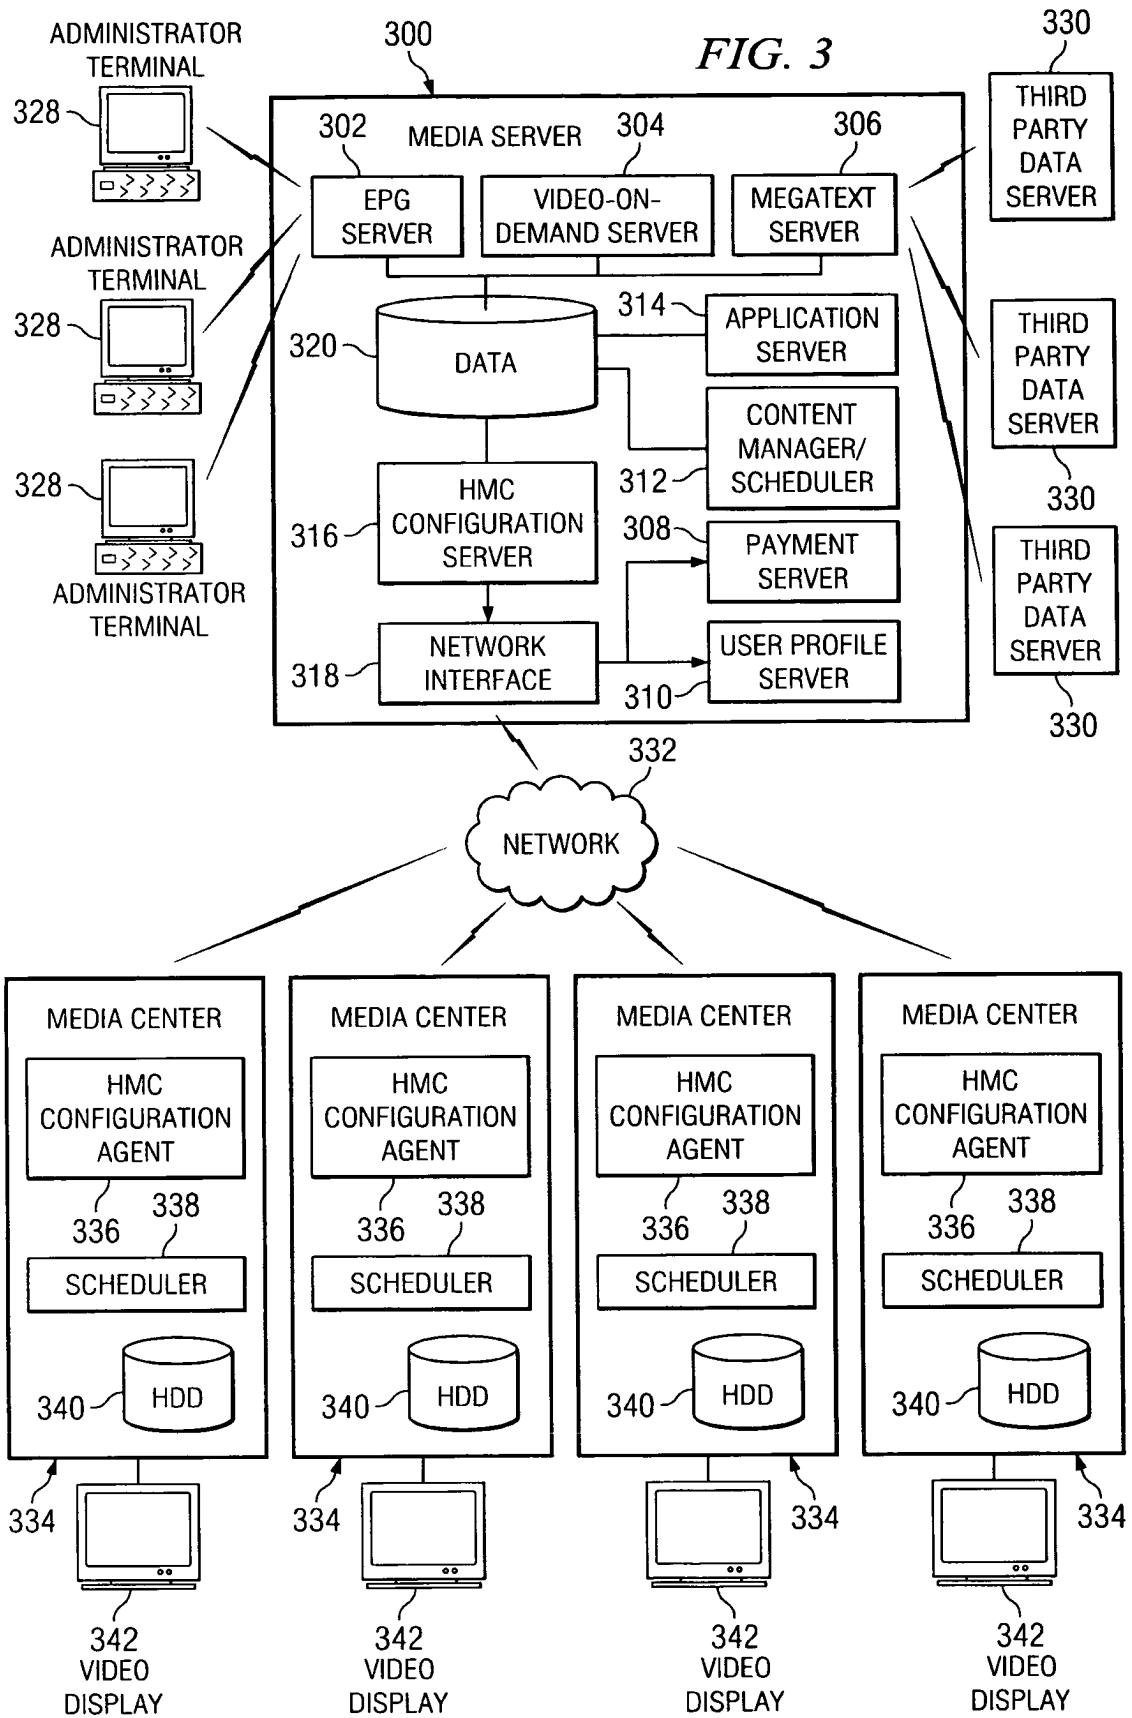 FIG. 3
300
MEDIA SERVER
ADMINISTRATOR
TERMINAL
328
ADMINISTRATOR
TERMINAL
328
328
ADMINISTRATOR
TERMINAL
302
EPG
SERVER
304
VIDEO-ON-
DEMAND SERVER
306
MEGATEXT
SERVER
330
THIRD
PARTY
DATA
SERVER
THIRD
PARTY
DATA
SERVER
330
THIRD
PARTY
DATA
SERVER
330
320
DATA
314
APPLICATION
SERVER
CONTENT
MANAGER/
SCHEDULER
312
316
HMC
CONFIGURATION
SERVER
308
PAYMENT
SERVER
318
NETWORK
INTERFACE
USER PROFILE
SERVER
310
332
NETWORK
MEDIA CENTER
HMC
CONFIGURATION
AGENT
336
338
SCHEDULER
340
HDD
334
342
VIDEO
DISPLAY
MEDIA CENTER
HMC
CONFIGURATION
AGENT
336
338
SCHEDULER
340
HDD
334
342
VIDEO
DISPLAY
MEDIA CENTER
HMC
CONFIGURATION
AGENT
336
338
SCHEDULER
340
HDD
334
342
VIDEO
DISPLAY
MEDIA CENTER
HMC
CONFIGURATION
AGENT
336
338
SCHEDULER
340
HDD
334
342
VIDEO
DISPLAY